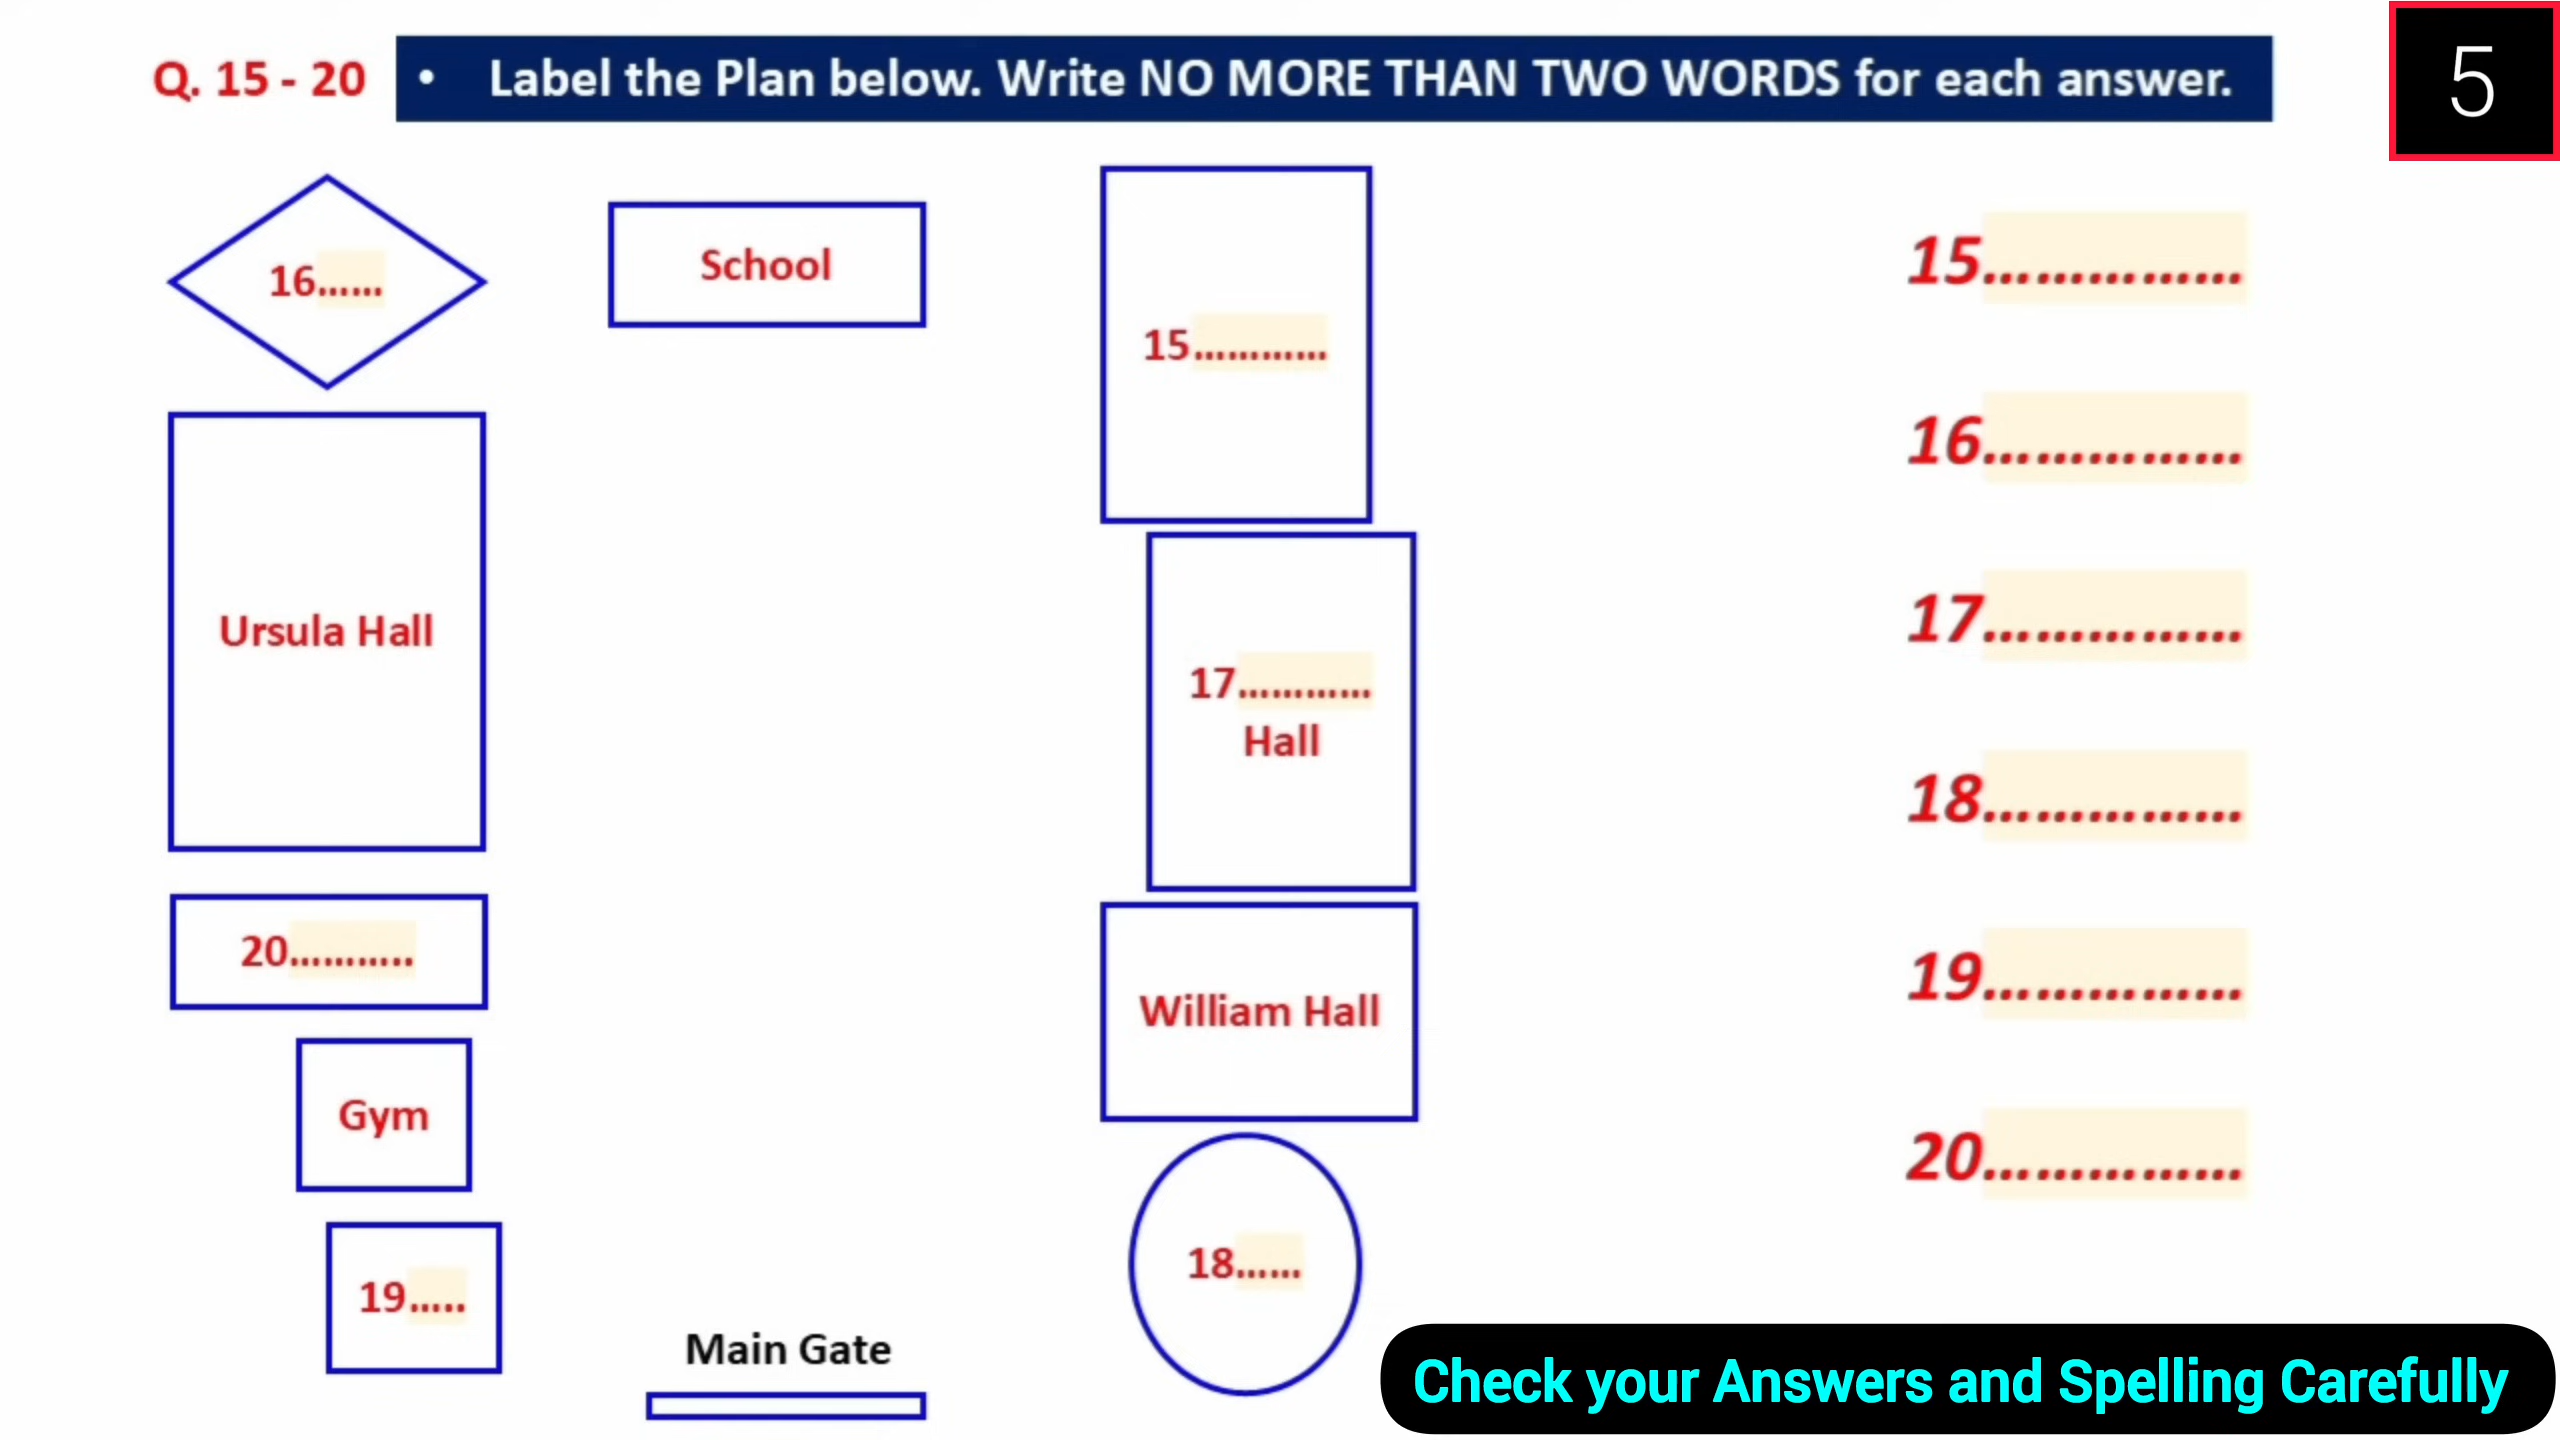 Q. 15 - 20
• Label the Plan below. Write NO MORE THAN TWO WORDS for each answer.
5
16......
School
15............
Ursula Hall
17............
Hall
20...........
William Hall
Gym
18......
19.....
Main Gate
15...............
16...............
17...............
18...............
19...............
20...............
Check your Answers and Spelling Carefully